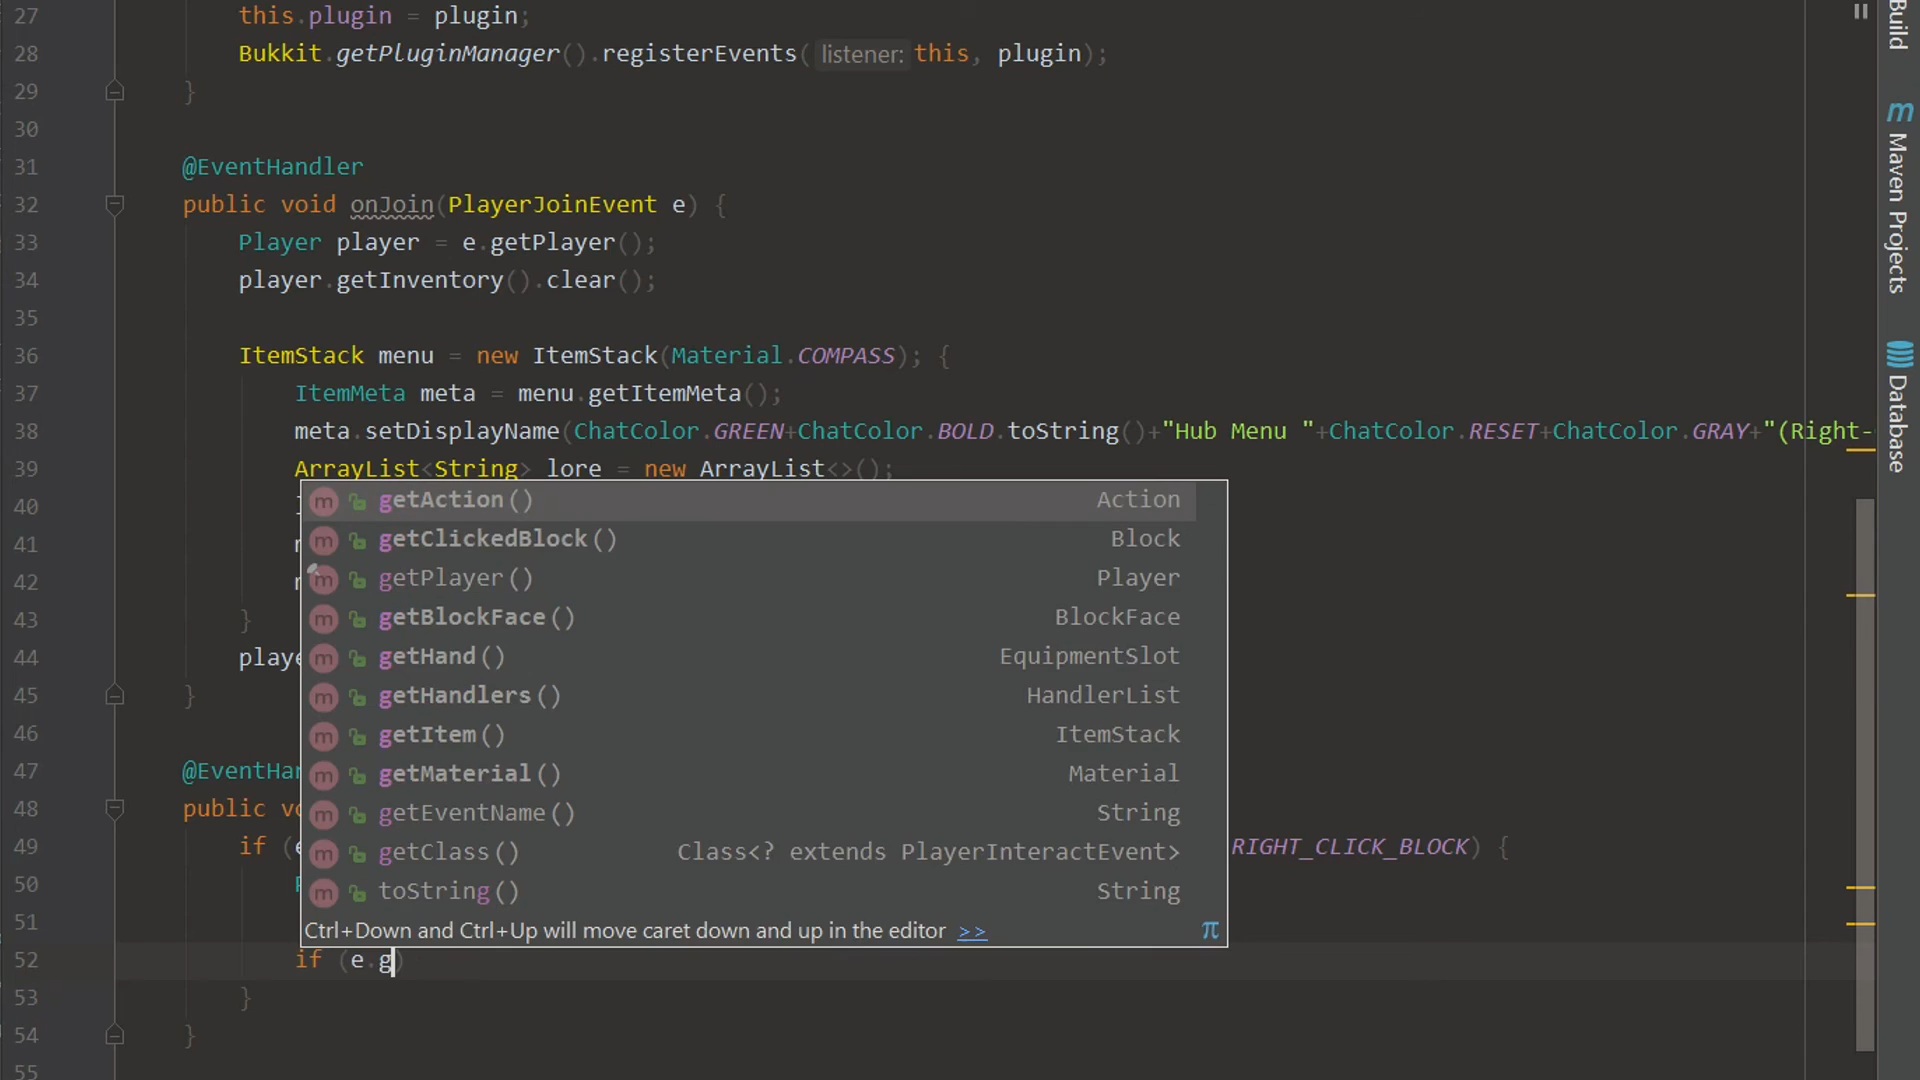 27 this.plugin = plugin;
28 Bukkit.getPluginManager().registerEvents( listener: this, plugin);
29 }
30
31 @EventHandler
32 public void onJoin(PlayerJoinEvent e) {
33 Player player = e.getPlayer();
34 player.getInventory().clear();
35
36 ItemStack menu = new ItemStack(Material.COMPASS); {
37 ItemMeta meta = menu.getItemMeta();
38 meta.setDisplayName(ChatColor.GREEN+ChatColor.BOLD.toString()+"Hub Menu "+ChatColor.RESET+ChatColor.GRAY+"(Right-
39 ArrayList<String> lore = new ArrayList<>();
40
41
42
43 }
44 playe
45 }
46
47 @EventHan
48 public vo
49 if (e RIGHT_CLICK_BLOCK) {
50
51
52 if (e.g)
53 }
54 }
55
m getAction() Action
m getClickedBlock() Block
m getPlayer() Player
m getBlockFace() BlockFace
m getHand() EquipmentSlot
m getHandlers() HandlerList
m getItem() ItemStack
m getMaterial() Material
m getEventName() String
m getClass() Class<? extends PlayerInteractEvent>
m toString() String
Ctrl+Down and Ctrl+Up will move caret down and up in the editor >> π
Build
m Maven Projects
Database